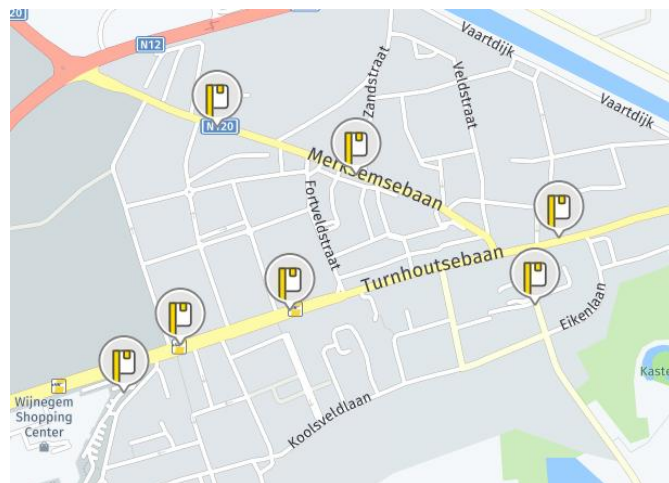 N12
Vaartdijk
Vaartdijk
Zandstraat
Veldstraat
N120
Merksemsebaan
Fortveldstraat
Turnhoutsebaan
Eikenlaan
Koolsveldlaan
Wijnegem
Shopping
Center
Kaste